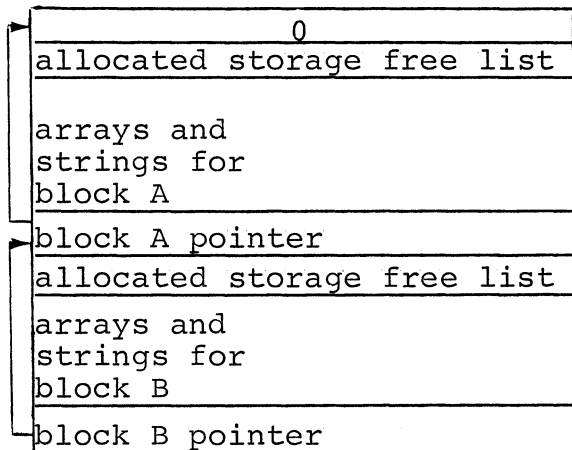 0
allocated storage free list
arrays and
strings for
block A
block A pointer
allocated storage free list
arrays and
strings for
block B
block B pointer